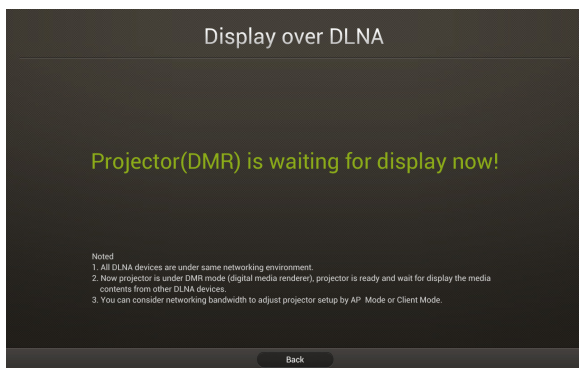 Display over DLNA
Projector(DMR) is waiting for display now!
Noted
1. All DLNA devices are under same networking environment.
2. Now projector is under DMR mode (digital media renderer), projector is ready and wait for display the media
contents from other DLNA devices.
3. You can consider networking bandwidth to adjust projector setup by AP Mode or Client Mode.
Back